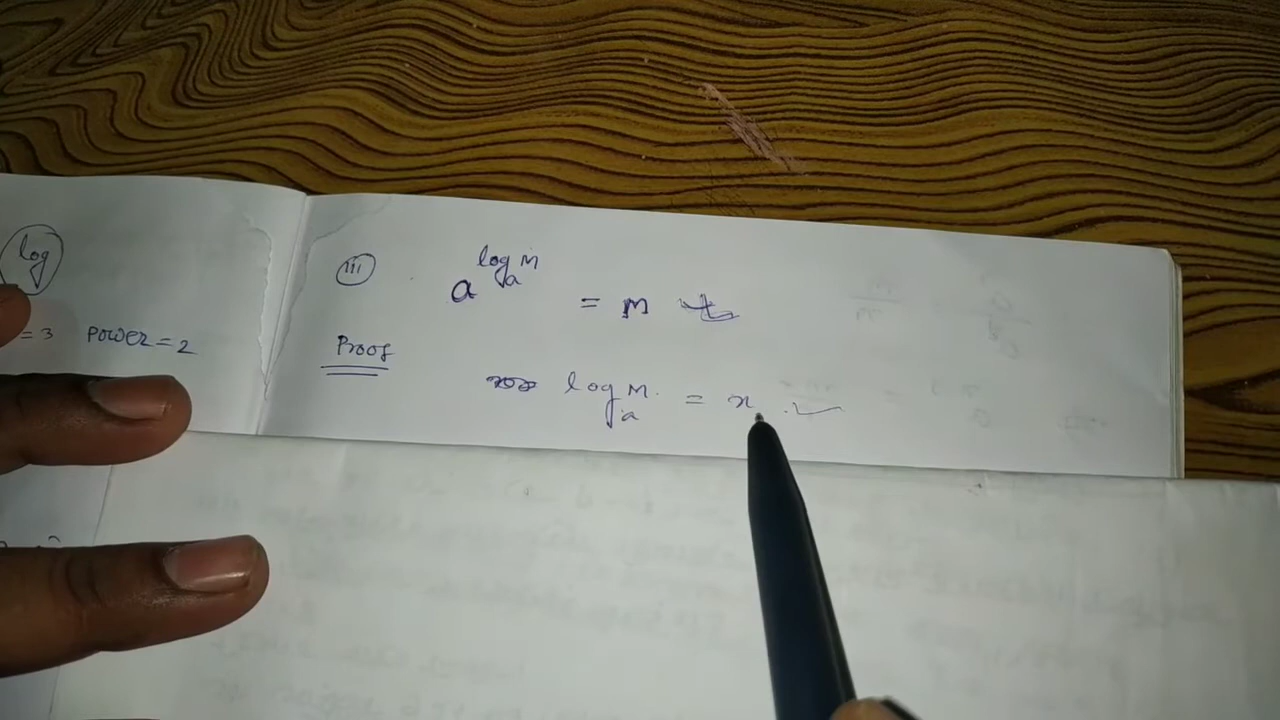 log
= 3 Power = 2
(iii) a^log_a M = m
Proof
log_a M = x